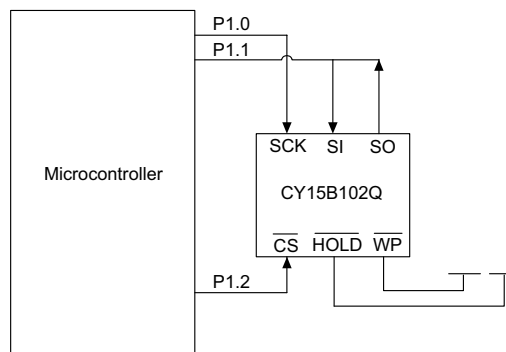 P1.0
P1.1
SCK SI SO
Microcontroller
CY15B102Q
CS HOLD WP
P1.2